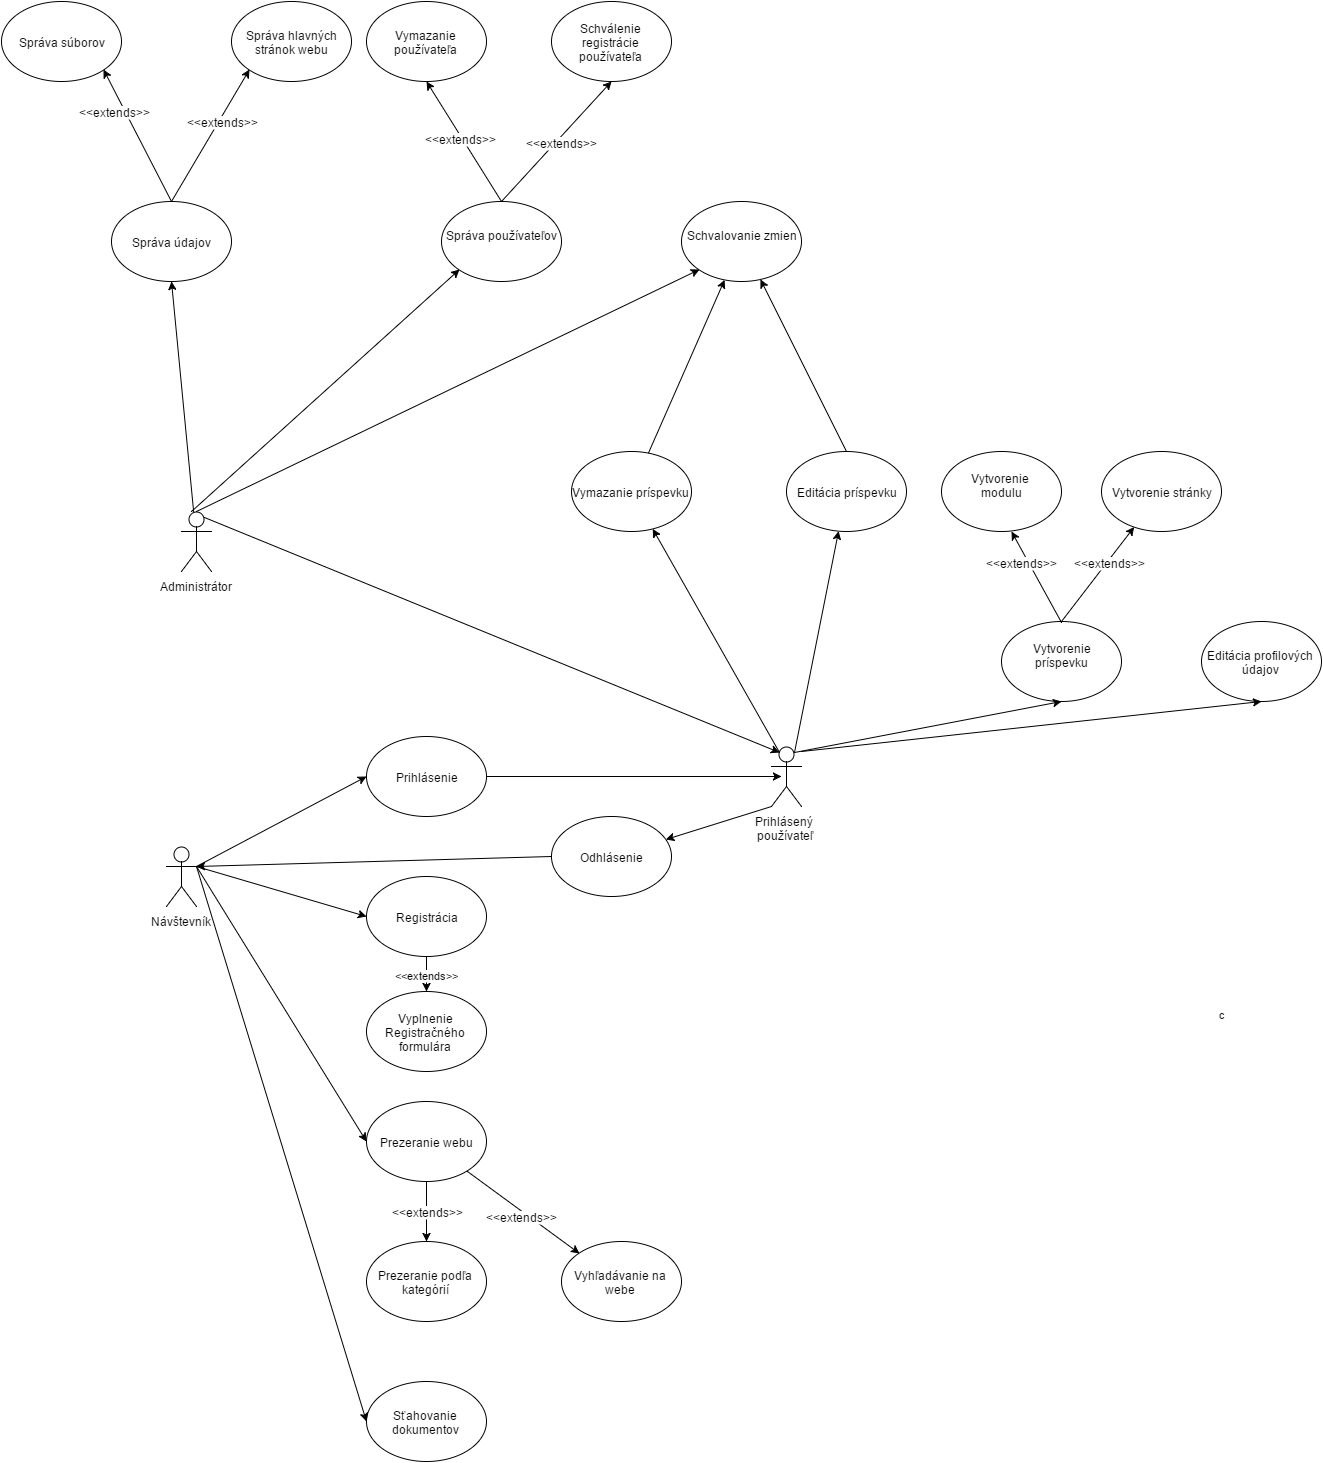 Správa súborov
Správa hlavných
stránok webu
Vymazanie
používateľa
Schválenie
registrácie
používateľa
<<extends>>
<<extends>>
<<extends>>
<<extends>>
Správa údajov
Správa používateľov
Schvalovanie zmien
Vymazanie príspevku
Editácia príspevku
Vytvorenie
modulu
Vytvorenie stránky
<<extends>>
<<extends>>
Administrátor
Vytvorenie
príspevku
Editácia profilových
údajov
Prihlásenie
Prihlásený
používateľ
Odhlásenie
Návštevník
Registrácia
<<extends>>
Vyplnenie
Registračného
formulára
c
Prezeranie webu
<<extends>>
<<extends>>
Prezeranie podľa
kategórií
Vyhľadávanie na
webe
Sťahovanie
dokumentov